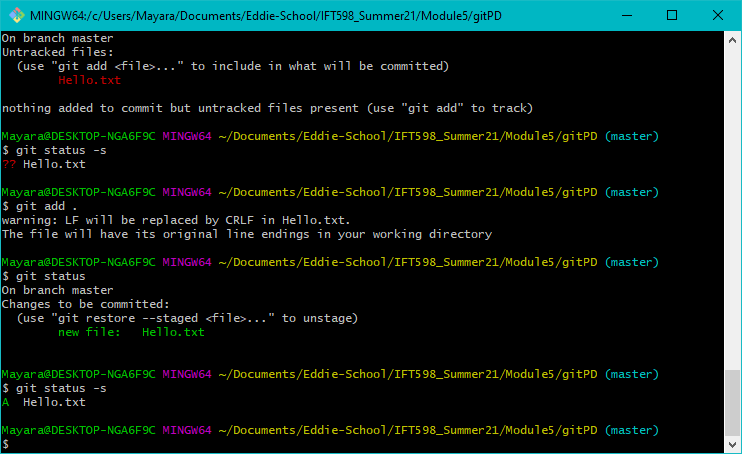 MINGW64:/c/Users/Mayara/Documents/Eddie-School/IFT598_Summer21/Module5/gitPD
On branch master
Untracked files:
  (use "git add <file>..." to include in what will be committed)
        Hello.txt

nothing added to commit but untracked files present (use "git add" to track)

Mayara@DESKTOP-NGA6F9C MINGW64 ~/Documents/Eddie-School/IFT598_Summer21/Module5/gitPD (master)
$ git status -s
?? Hello.txt

Mayara@DESKTOP-NGA6F9C MINGW64 ~/Documents/Eddie-School/IFT598_Summer21/Module5/gitPD (master)
$ git add .
warning: LF will be replaced by CRLF in Hello.txt.
The file will have its original line endings in your working directory

Mayara@DESKTOP-NGA6F9C MINGW64 ~/Documents/Eddie-School/IFT598_Summer21/Module5/gitPD (master)
$ git status
On branch master
Changes to be committed:
  (use "git restore --staged <file>..." to unstage)
        new file:   Hello.txt


Mayara@DESKTOP-NGA6F9C MINGW64 ~/Documents/Eddie-School/IFT598_Summer21/Module5/gitPD (master)
$ git status -s
A  Hello.txt

Mayara@DESKTOP-NGA6F9C MINGW64 ~/Documents/Eddie-School/IFT598_Summer21/Module5/gitPD (master)
$